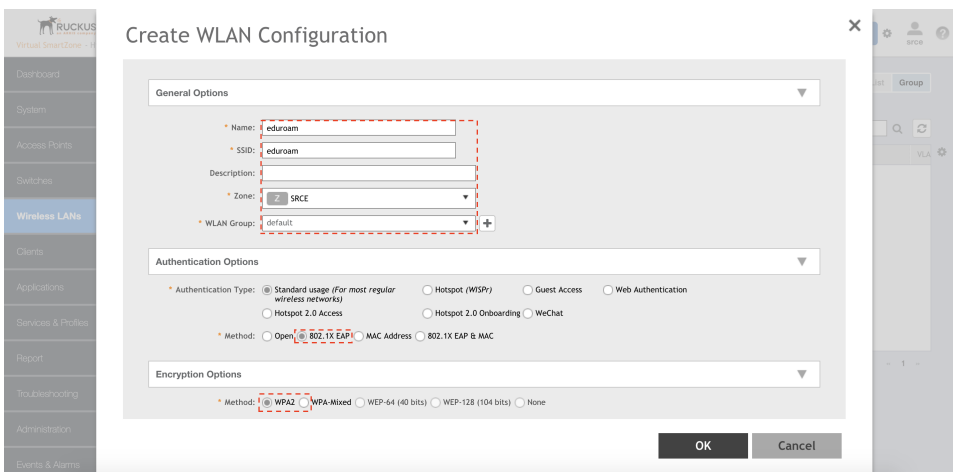 RUCKUS
Virtual SmartZone - H
srce
Create WLAN Configuration
Dashboard
System
Access Points
Switches
Wireless LANs
Clients
Applications
Services & Profiles
Report
Troubleshooting
Administration
Events & Alarms
List Group
VLA
- 1 -
General Options
* Name: eduroam
* SSID: eduroam
Description:
* Zone: Z SRCE
* WLAN Group: default
Authentication Options
* Authentication Type: Standard usage (For most regular wireless networks) Hotspot (WISPr) Guest Access Web Authentication
Hotspot 2.0 Access Hotspot 2.0 Onboarding WeChat
* Method: Open 802.1X EAP MAC Address 802.1X EAP & MAC
Encryption Options
* Method: WPA2 WPA-Mixed WEP-64 (40 bits) WEP-128 (104 bits) None
OK Cancel